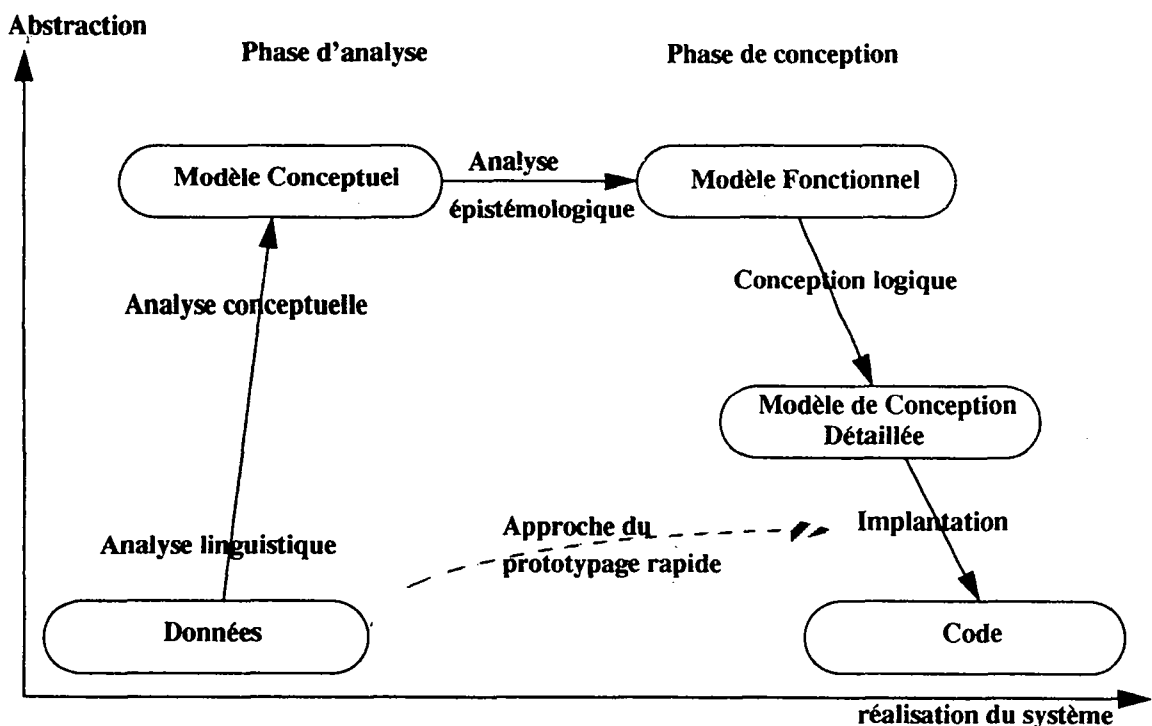 Abstraction
Phase d'analyse
Phase de conception
Modèle Conceptuel
Analyse
épistémologique
Modèle Fonctionnel
Analyse conceptuelle
Conception logique
Modèle de Conception
Détaillée
Analyse linguistique
Approche du
prototypage rapide
Implantation
Données
Code
réalisation du système